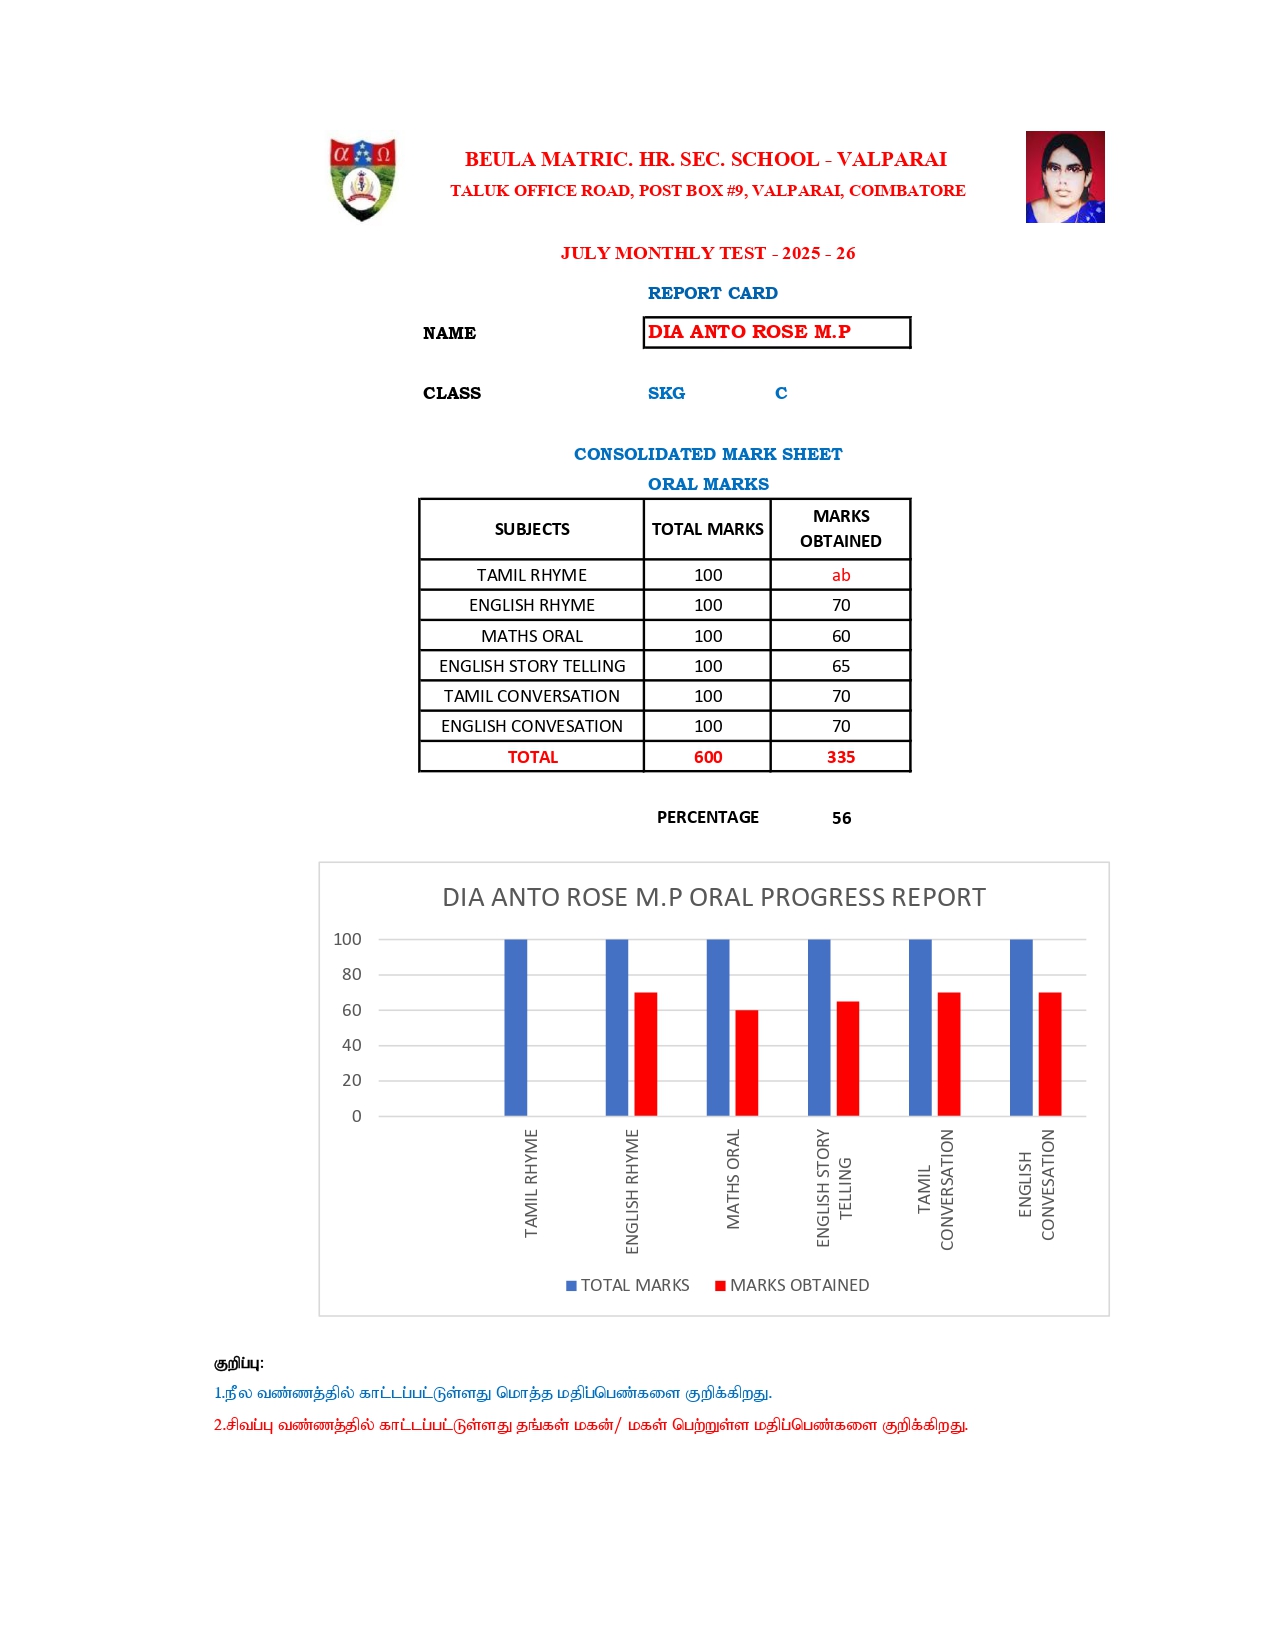 α Ω
BEULA MATRIC. HR. SEC. SCHOOL - VALPARAI
TALUK OFFICE ROAD, POST BOX #9, VALPARAI, COIMBATORE
JULY MONTHLY TEST - 2025 - 26
REPORT CARD
NAME DIA ANTO ROSE M.P
CLASS SKG C
CONSOLIDATED MARK SHEET
ORAL MARKS
SUBJECTS TOTAL MARKS MARKS OBTAINED
TAMIL RHYME 100 ab
ENGLISH RHYME 100 70
MATHS ORAL 100 60
ENGLISH STORY TELLING 100 65
TAMIL CONVERSATION 100 70
ENGLISH CONVESATION 100 70
TOTAL 600 335
PERCENTAGE 56
DIA ANTO ROSE M.P ORAL PROGRESS REPORT
100
80
60
40
20
0
TAMIL RHYME
ENGLISH RHYME
MATHS ORAL
ENGLISH STORY TELLING
TAMIL CONVERSATION
ENGLISH CONVESATION
TOTAL MARKS MARKS OBTAINED
குறிப்பு:
1.நீல வண்ணத்தில் காட்டப்பட்டுள்ளது மொத்த மதிப்பெண்களை குறிக்கிறது.
2.சிவப்பு வண்ணத்தில் காட்டப்பட்டுள்ளது தங்கள் மகன்/ மகள் பெற்றுள்ள மதிப்பெண்களை குறிக்கிறது.